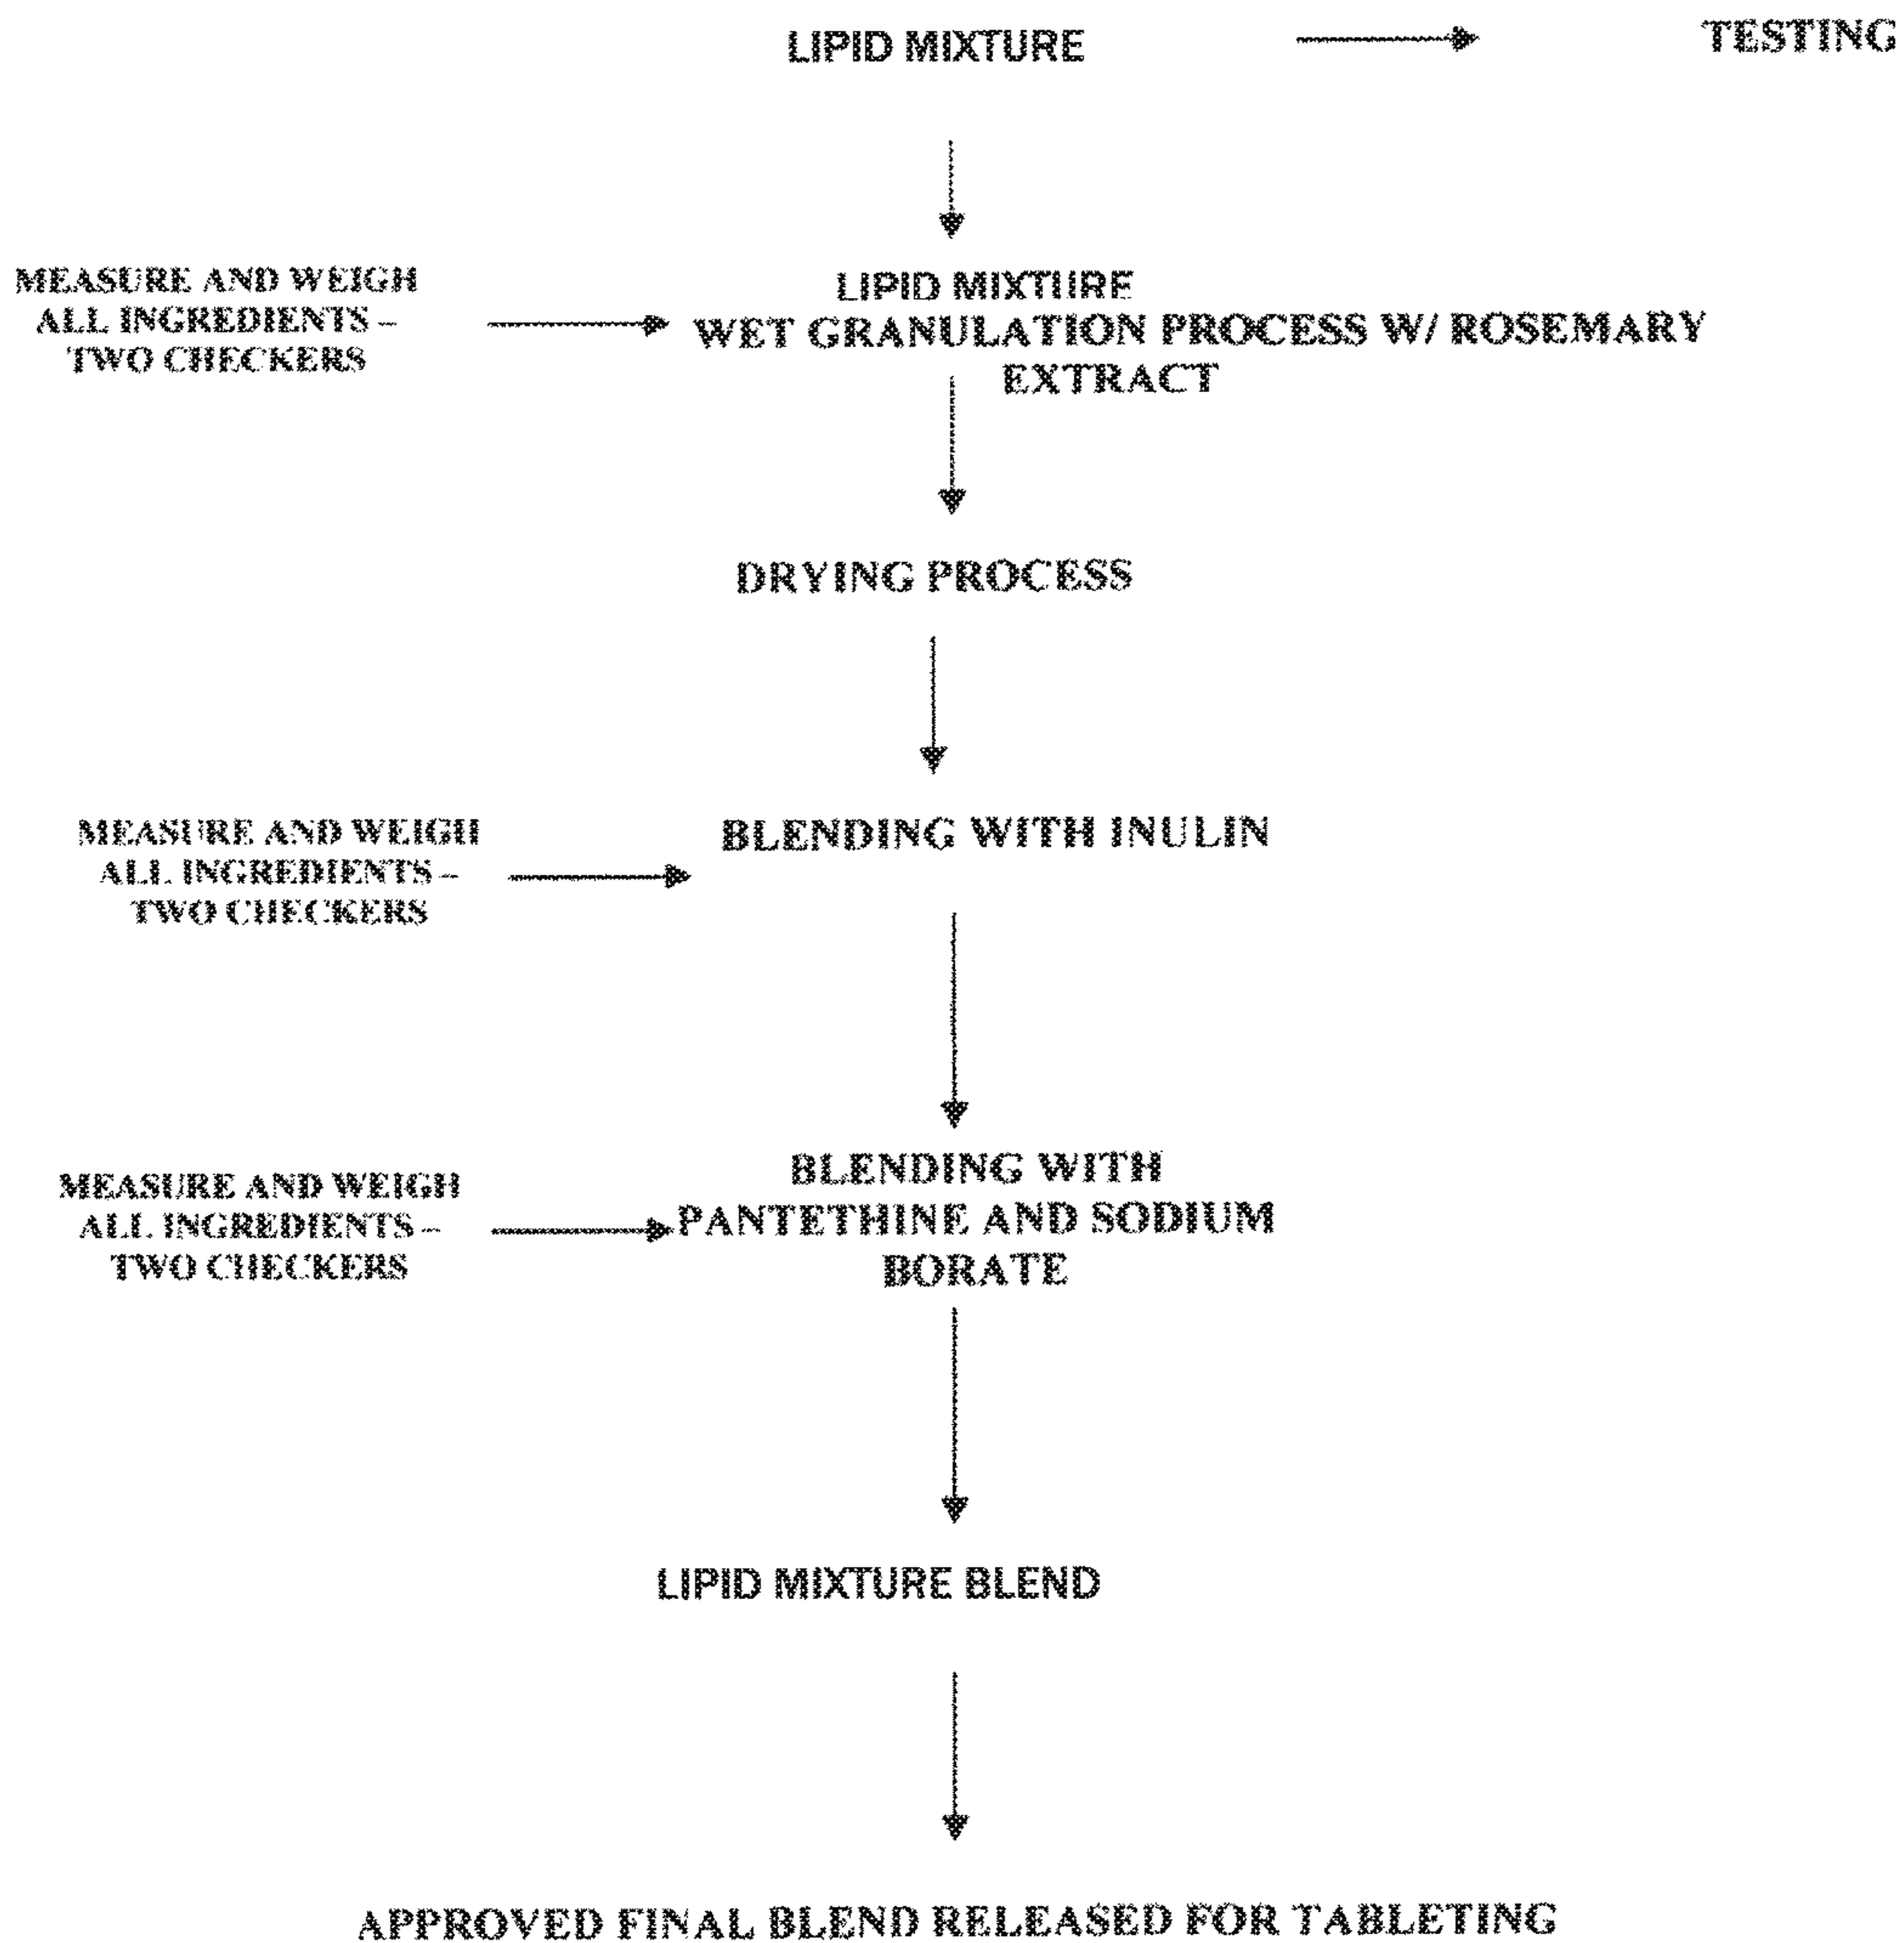 LIPID MIXTURE
TESTING
LIPID MIXTURE
WET GRANULATION PROCESS W/ ROSEMARY
EXTRACT
MEASURE AND WEIGH
ALL INGREDIENTS –
TWO CHECKERS
DRYING PROCESS
MEASURE AND WEIGH
ALL INGREDIENTS –
TWO CHECKERS
BLENDING WITH INULIN
MEASURE AND WEIGH
ALL INGREDIENTS –
TWO CHECKERS
BLENDING WITH
PANTETHINE AND SODIUM
BORATE
LIPID MIXTURE BLEND
APPROVED FINAL BLEND RELEASED FOR TABLETING